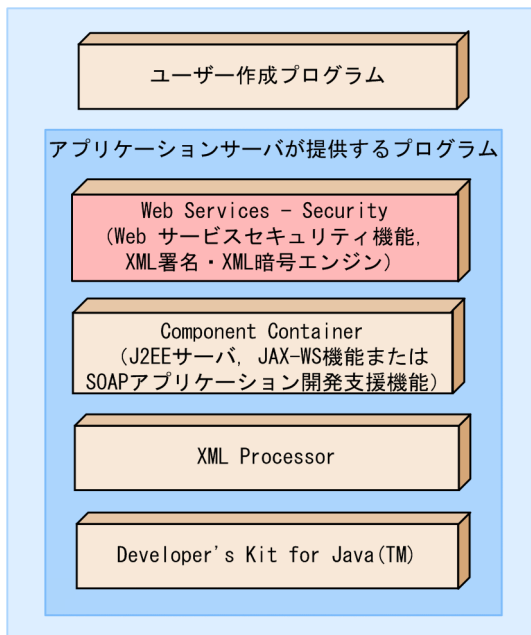 ユーザー作成プログラム
アプリケーションサーバが提供するプログラム
Web Services - Security
(Web サービスセキュリティ機能,
XML署名・XML暗号エンジン)
Component Container
(J2EEサーバ, JAX-WS機能または
SOAPアプリケーション開発支援機能)
XML Processor
Developer's Kit for Java(TM)